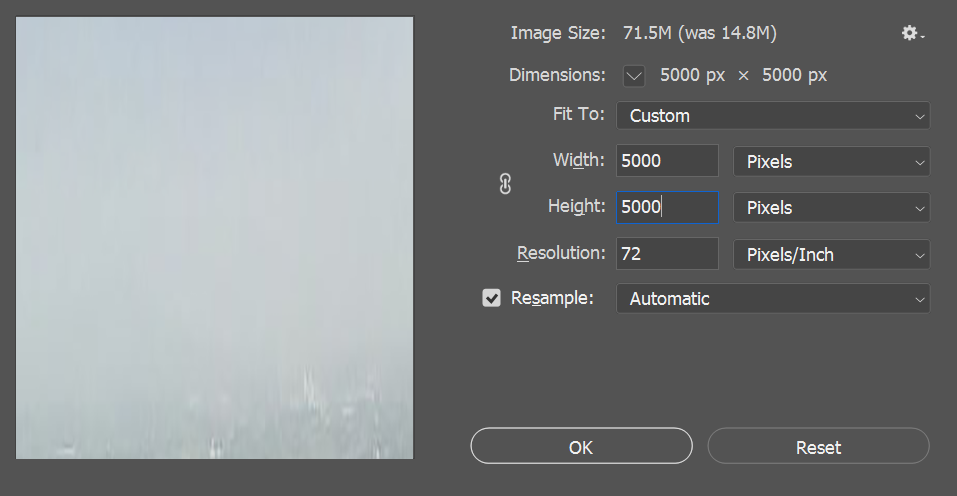 Image Size: 71.5M (was 14.8M)
Dimensions: 5000 px × 5000 px
Fit To: Custom
Width: 5000 Pixels
Height: 5000 Pixels
Resolution: 72 Pixels/Inch
Resample: Automatic
OK Reset